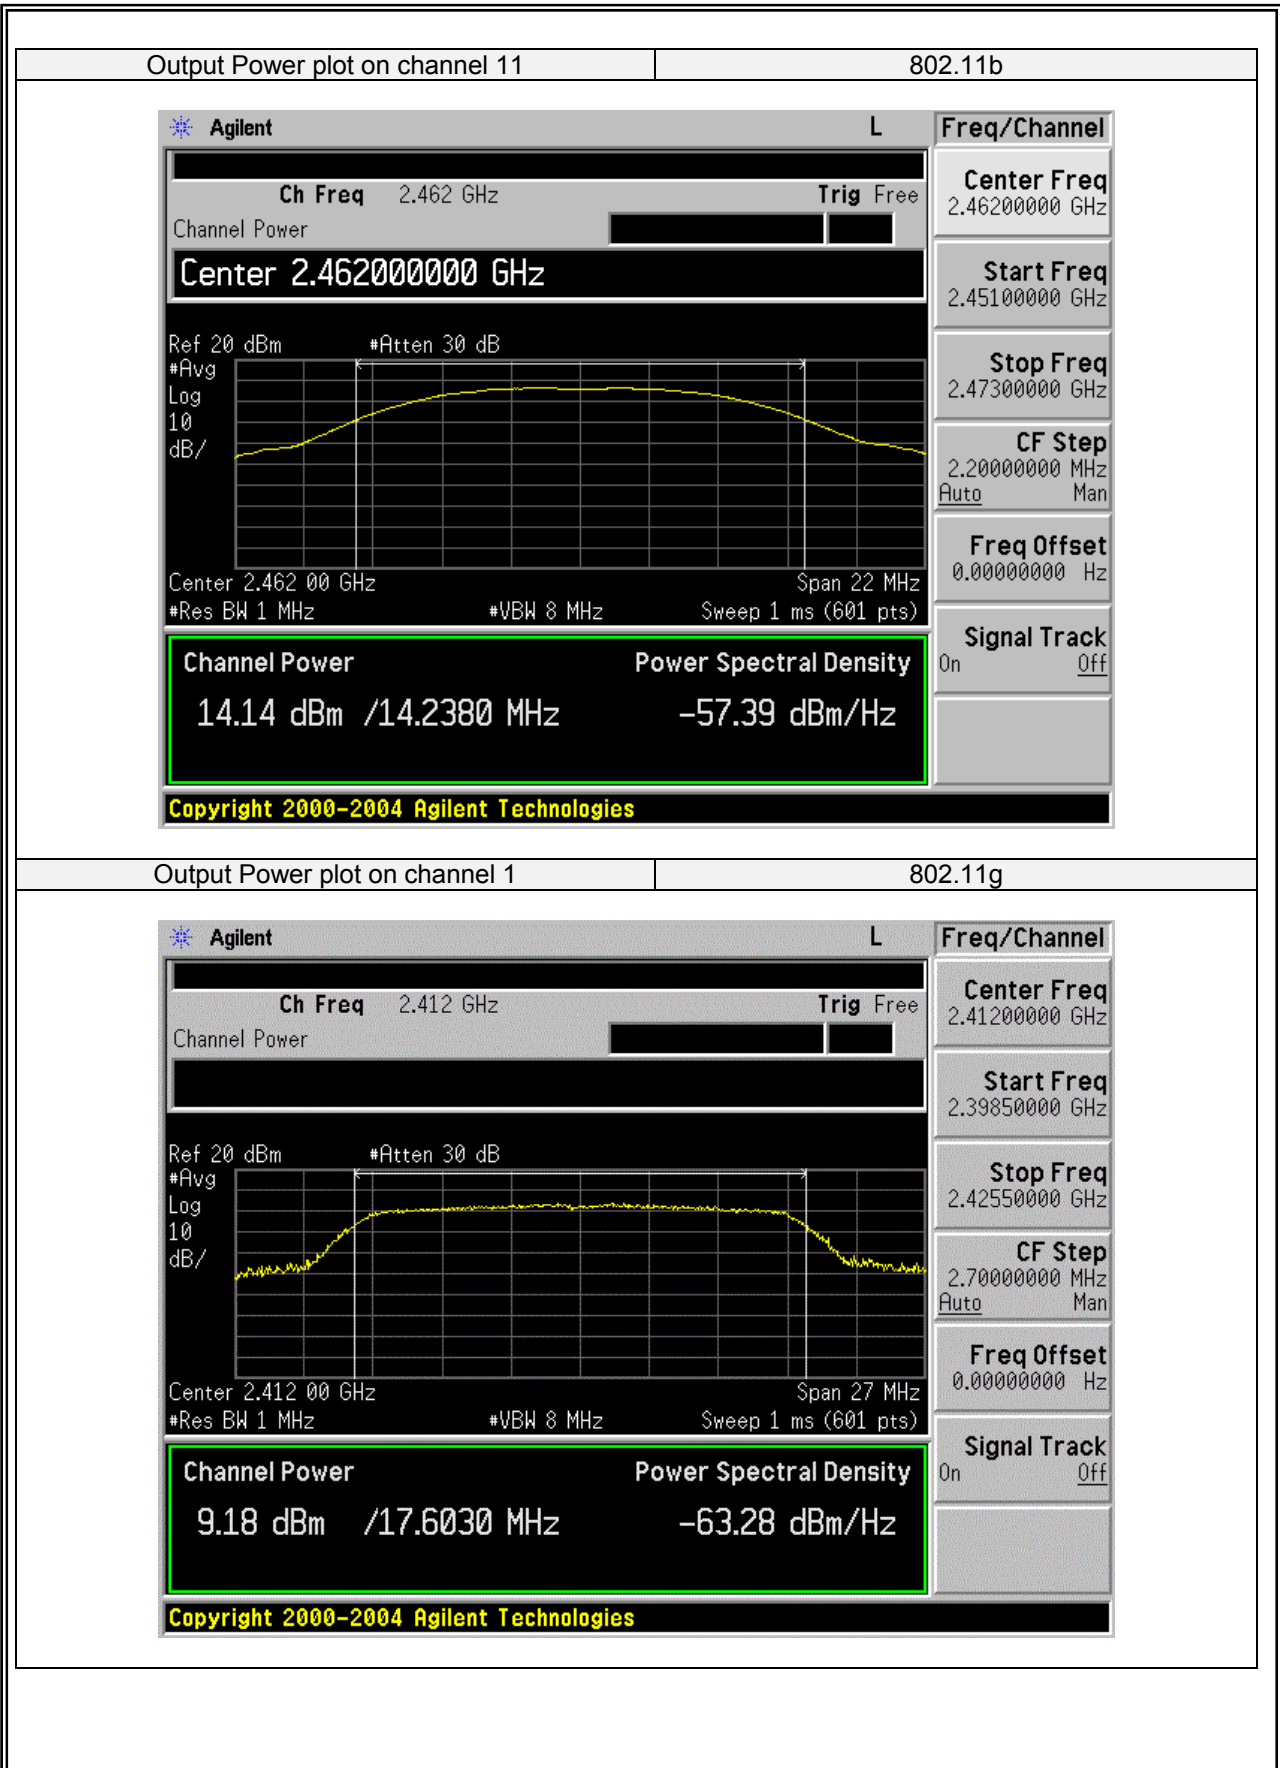 Output Power plot on channel 11 802.11b
Agilent L Freq/Channel
Ch Freq 2.462 GHz Trig Free
Channel Power
Center 2.462000000 GHz
Ref 20 dBm #Atten 30 dB
#Avg
Log
10
dB/
Center 2.462 00 GHz Span 22 MHz
#Res BW 1 MHz #VBW 8 MHz Sweep 1 ms (601 pts)
Channel Power Power Spectral Density
14.14 dBm /14.2380 MHz -57.39 dBm/Hz
Copyright 2000-2004 Agilent Technologies
Center Freq
2.46200000 GHz
Start Freq
2.45100000 GHz
Stop Freq
2.47300000 GHz
CF Step
2.20000000 MHz
Auto Man
Freq Offset
0.00000000 Hz
Signal Track
On Off
Output Power plot on channel 1 802.11g
Agilent L Freq/Channel
Ch Freq 2.412 GHz Trig Free
Channel Power
Ref 20 dBm #Atten 30 dB
#Avg
Log
10
dB/
Center 2.412 00 GHz Span 27 MHz
#Res BW 1 MHz #VBW 8 MHz Sweep 1 ms (601 pts)
Channel Power Power Spectral Density
9.18 dBm /17.6030 MHz -63.28 dBm/Hz
Copyright 2000-2004 Agilent Technologies
Center Freq
2.41200000 GHz
Start Freq
2.39850000 GHz
Stop Freq
2.42550000 GHz
CF Step
2.70000000 MHz
Auto Man
Freq Offset
0.00000000 Hz
Signal Track
On Off